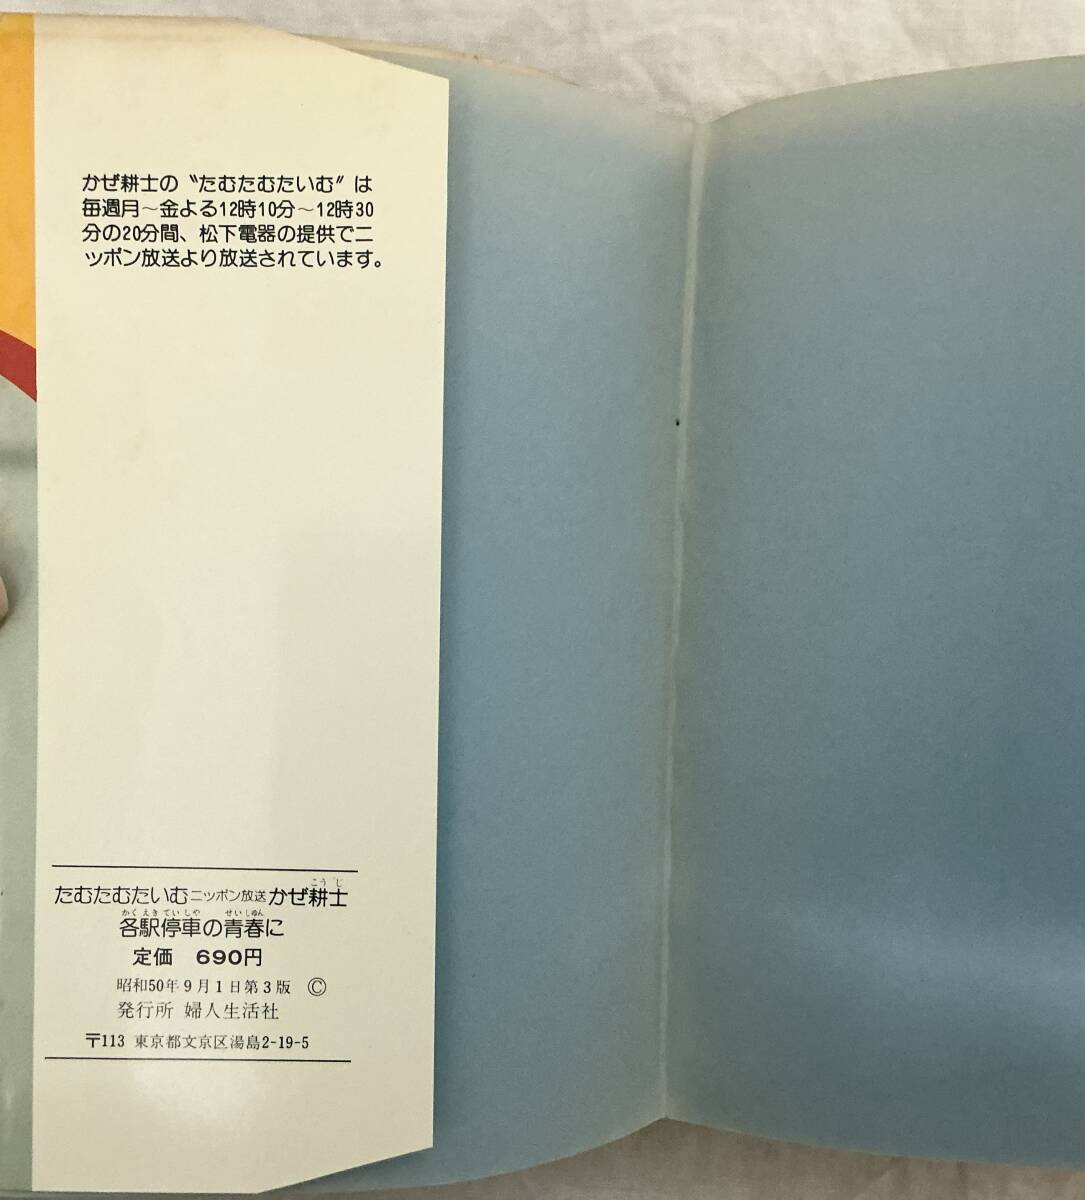 かぜ耕士の〝たむたむたいむ〟は
毎週月～金よる12時10分～12時30
分の20分間、松下電器の提供でニ
ッポン放送より放送されています。
こうじ
たむたむたいむニッポン放送かぜ耕士
かくえきていしゃ せいしゅん
各駅停車の青春に
定価 690円
昭和50年9月1日第3版 ©
発行所 婦人生活社
〒113 東京都文京区湯島2-19-5